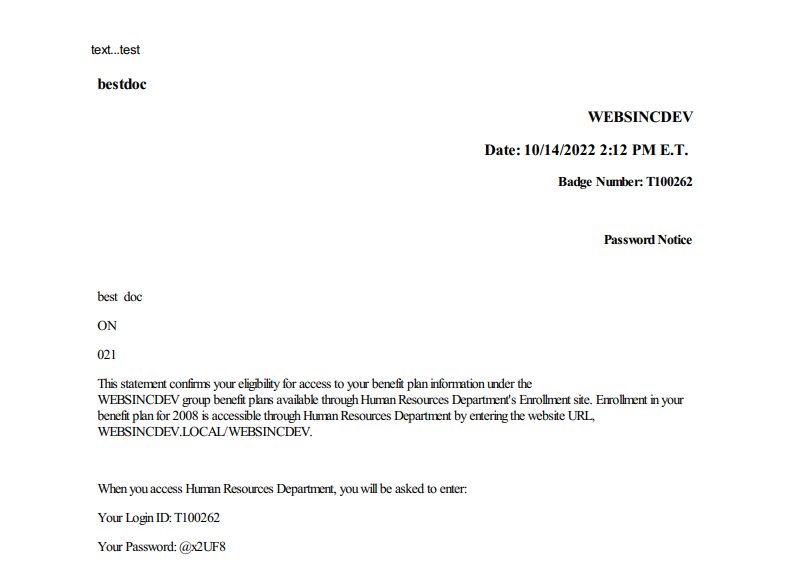 text...test
bestdoc
WEBSINCDEV
Date: 10/14/2022 2:12 PM E.T.
Badge Number: T100262
Password Notice
best doc
ON
021
This statement confirms your eligibility for access to your benefit plan information under the
WEBSINCDEV group benefit plans available through Human Resources Department's Enrollment site. Enrollment in your
benefit plan for 2008 is accessible through Human Resources Department by entering the website URL,
WEBSINCDEV.LOCAL/WEBSINCDEV.
When you access Human Resources Department, you will be asked to enter:
Your Login ID: T100262
Your Password: @x2UF8